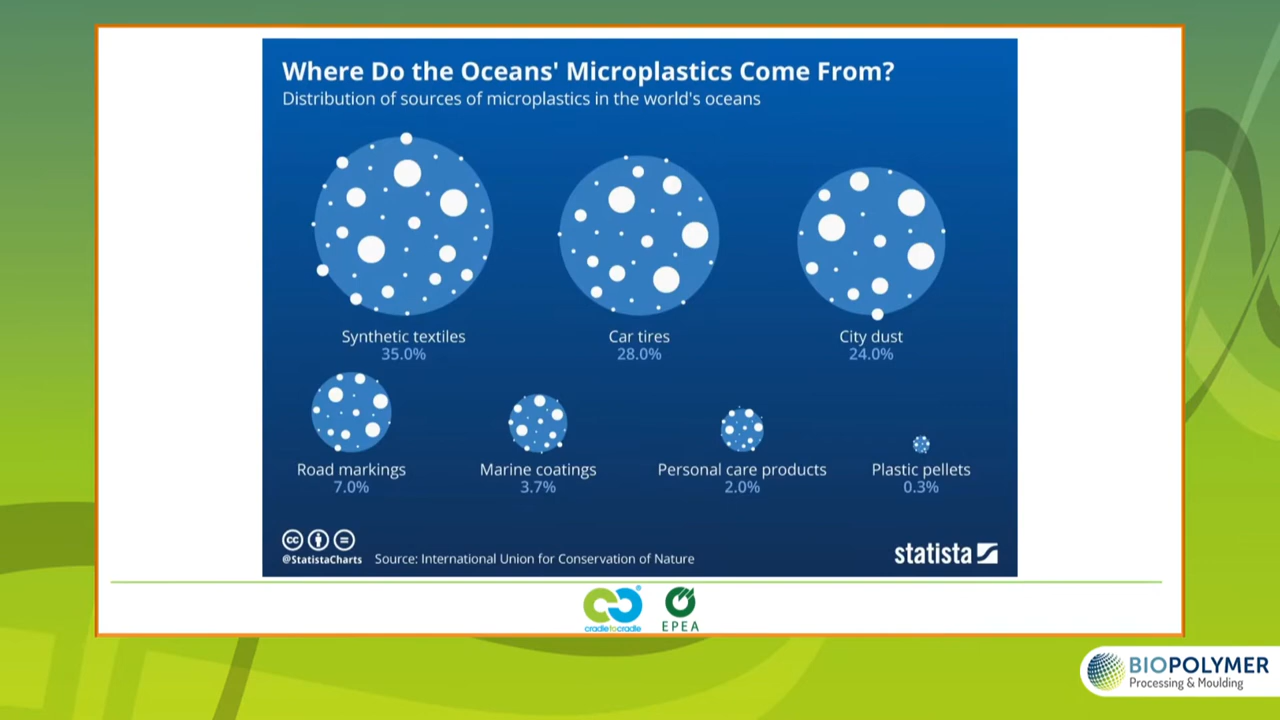 Where Do the Oceans' Microplastics Come From?
Distribution of sources of microplastics in the world's oceans
Synthetic textiles
35.0%
Car tires
28.0%
City dust
24.0%
Road markings
7.0%
Marine coatings
3.7%
Personal care products
2.0%
Plastic pellets
0.3%
cc
@StatistaCharts Source: International Union for Conservation of Nature
statista
cradletocradle
®
EPEA
BIOPOLYMER
Processing & Moulding